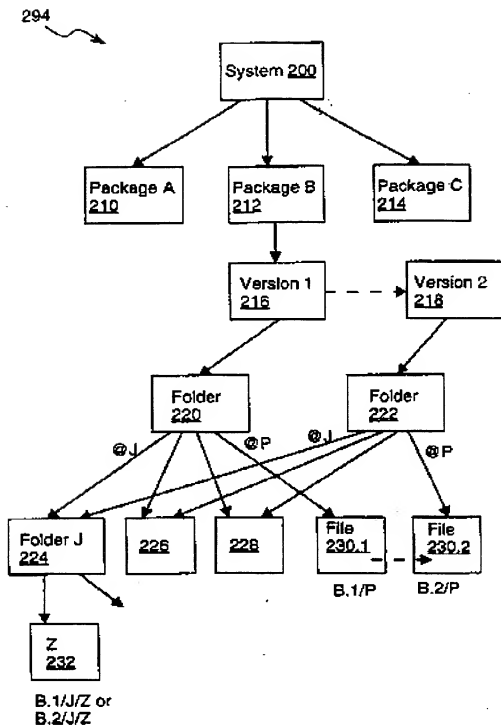 294
System 200
Package A
210
Package B
212
Package C
214
Version 1
216
Version 2
218
Folder
220
Folder
222
@J
@P
@J
@P
Folder J
224
226
228
File
230.1
File
230.2
B.1/P
B.2/P
Z
232
B.1/J/Z or
B.2/J/Z